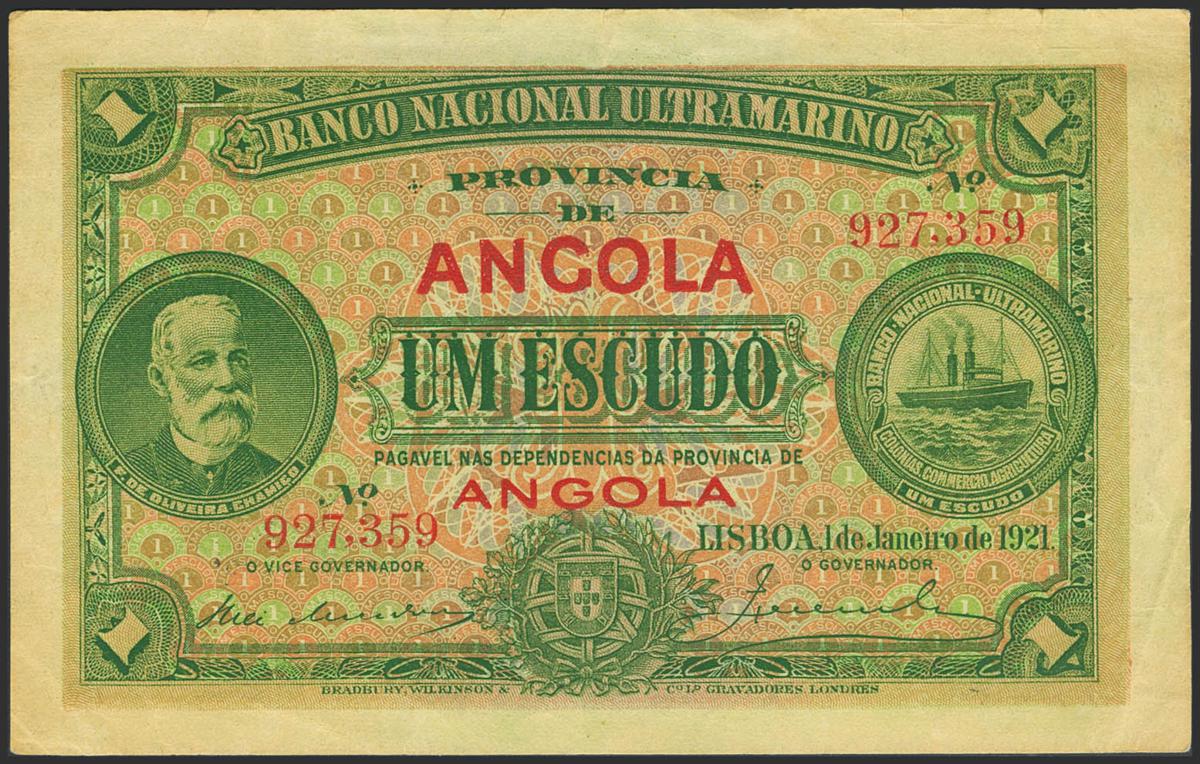 BANCO NACIONAL ULTRAMARINO
PROVINCIA
DE
ANGOLA
Nº
927,359
UM ESCUDO
BANCO·NACIONAL·ULTRAMARINO
COLONIAS, COMMERCIO, AGRICULTURA
UM ESCUDO
F. DE OLIVEIRA CHAMIÇO
PAGAVEL NAS DEPENDENCIAS DA PROVINCIA DE
ANGOLA
Nº
927,359
LISBOA, 1 de Janeiro de 1921.
O VICE GOVERNADOR.
O GOVERNADOR.
BRADBURY, WILKINSON & Cº Lº GRAVADORES, LONDRES